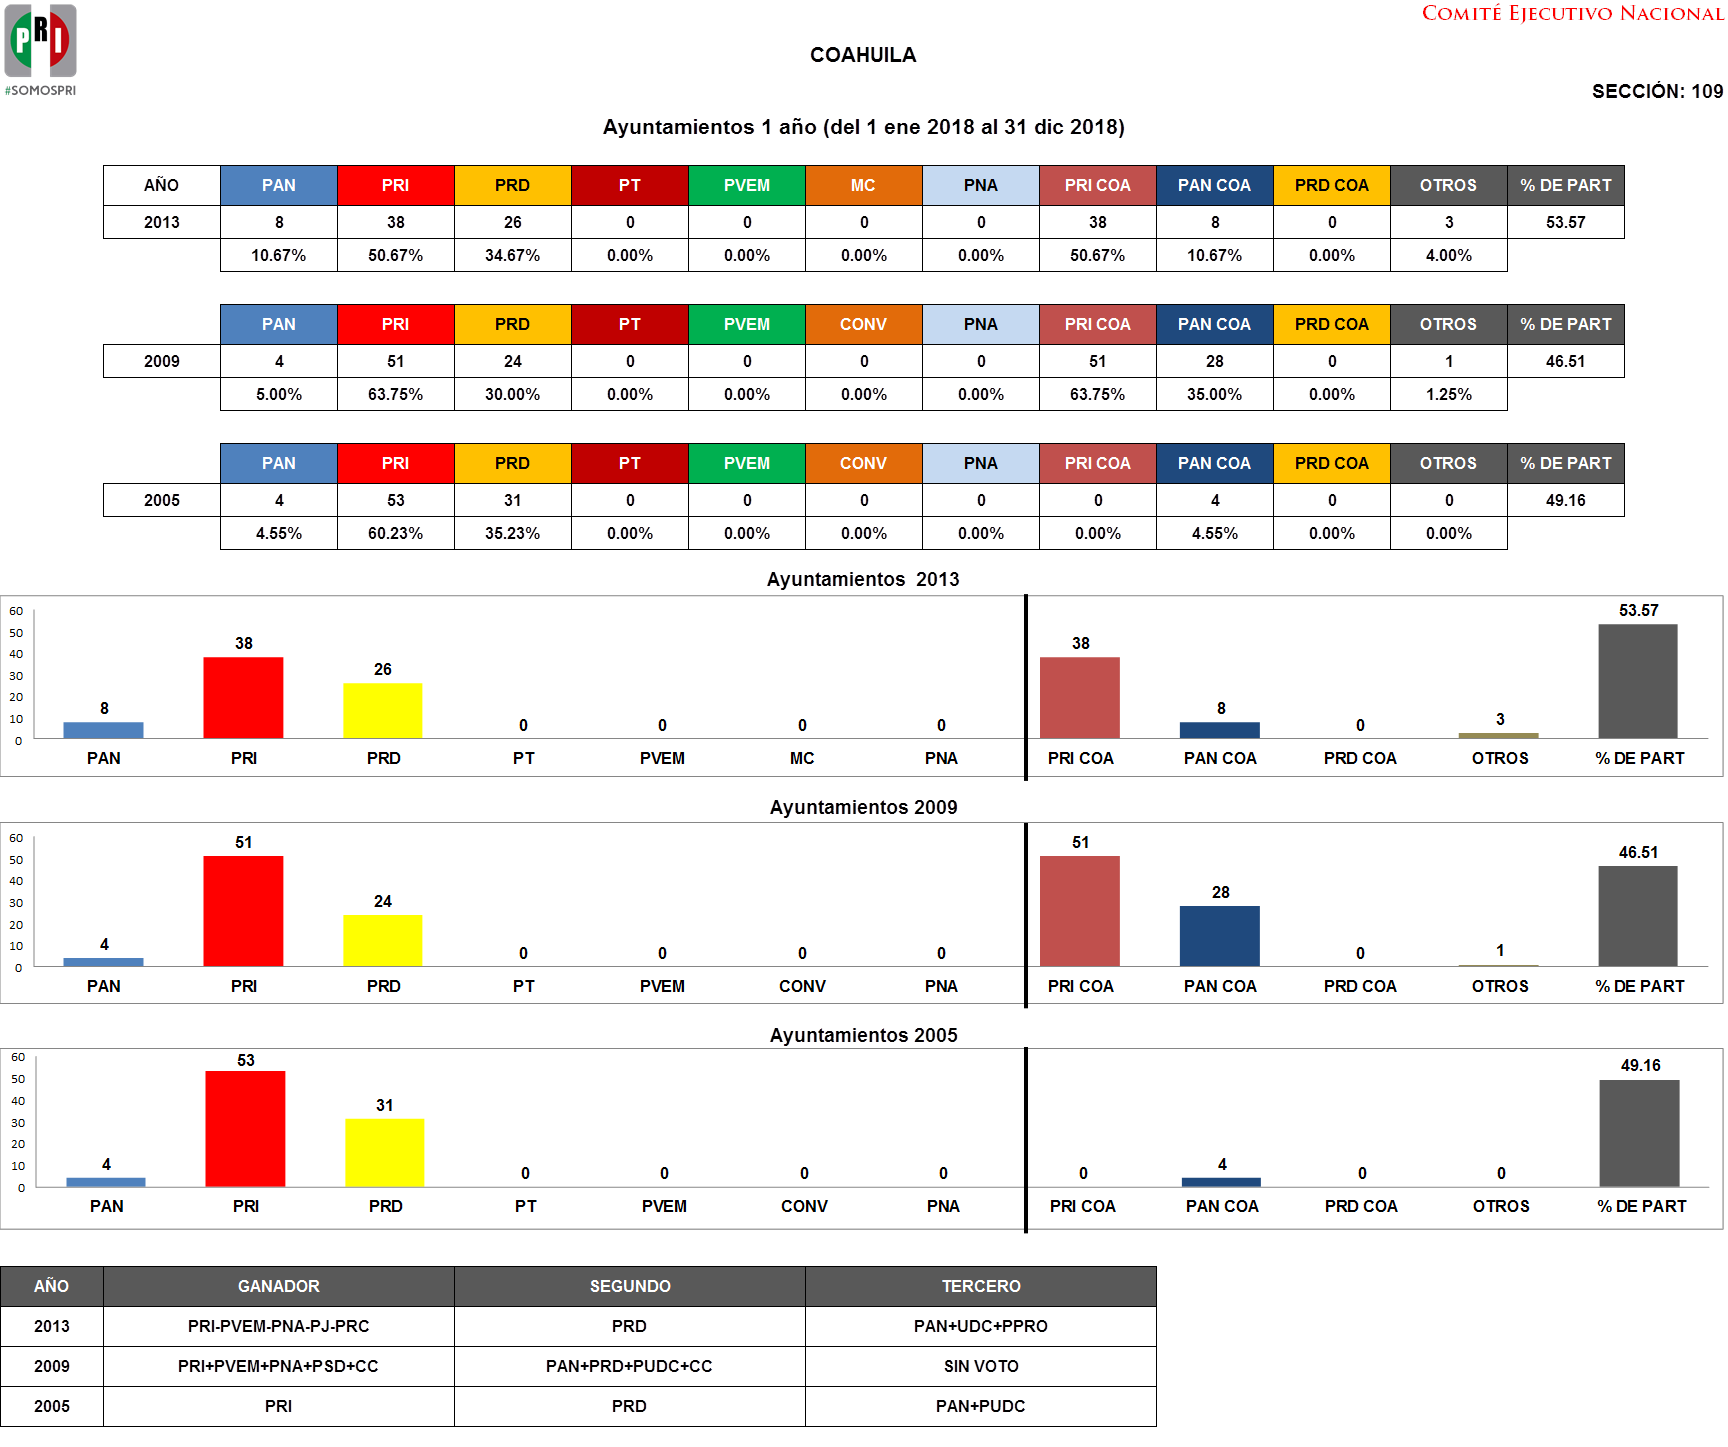 PRI
#SOMOSPRI
COMITÉ EJECUTIVO NACIONAL
COAHUILA
SECCIÓN: 109
Ayuntamientos 1 año (del 1 ene 2018 al 31 dic 2018)
AÑO PAN PRI PRD PT PVEM MC PNA PRI COA PAN COA PRD COA OTROS % DE PART
2013 8 38 26 0 0 0 0 38 8 0 3 53.57
10.67% 50.67% 34.67% 0.00% 0.00% 0.00% 0.00% 50.67% 10.67% 0.00% 4.00%
PAN PRI PRD PT PVEM CONV PNA PRI COA PAN COA PRD COA OTROS % DE PART
2009 4 51 24 0 0 0 0 51 28 0 1 46.51
5.00% 63.75% 30.00% 0.00% 0.00% 0.00% 0.00% 63.75% 35.00% 0.00% 1.25%
PAN PRI PRD PT PVEM CONV PNA PRI COA PAN COA PRD COA OTROS % DE PART
2005 4 53 31 0 0 0 0 0 4 0 0 49.16
4.55% 60.23% 35.23% 0.00% 0.00% 0.00% 0.00% 0.00% 4.55% 0.00% 0.00%
Ayuntamientos 2013
60
50
40
30
20
10
0
8 38 26 0 0 0 0 38 8 0 3 53.57
PAN PRI PRD PT PVEM MC PNA PRI COA PAN COA PRD COA OTROS % DE PART
Ayuntamientos 2009
60
50
40
30
20
10
0
4 51 24 0 0 0 0 51 28 0 1 46.51
PAN PRI PRD PT PVEM CONV PNA PRI COA PAN COA PRD COA OTROS % DE PART
Ayuntamientos 2005
60
50
40
30
20
10
0
4 53 31 0 0 0 0 0 4 0 0 49.16
PAN PRI PRD PT PVEM CONV PNA PRI COA PAN COA PRD COA OTROS % DE PART
AÑO GANADOR SEGUNDO TERCERO
2013 PRI-PVEM-PNA-PJ-PRC PRD PAN+UDC+PPRO
2009 PRI+PVEM+PNA+PSD+CC PAN+PRD+PUDC+CC SIN VOTO
2005 PRI PRD PAN+PUDC